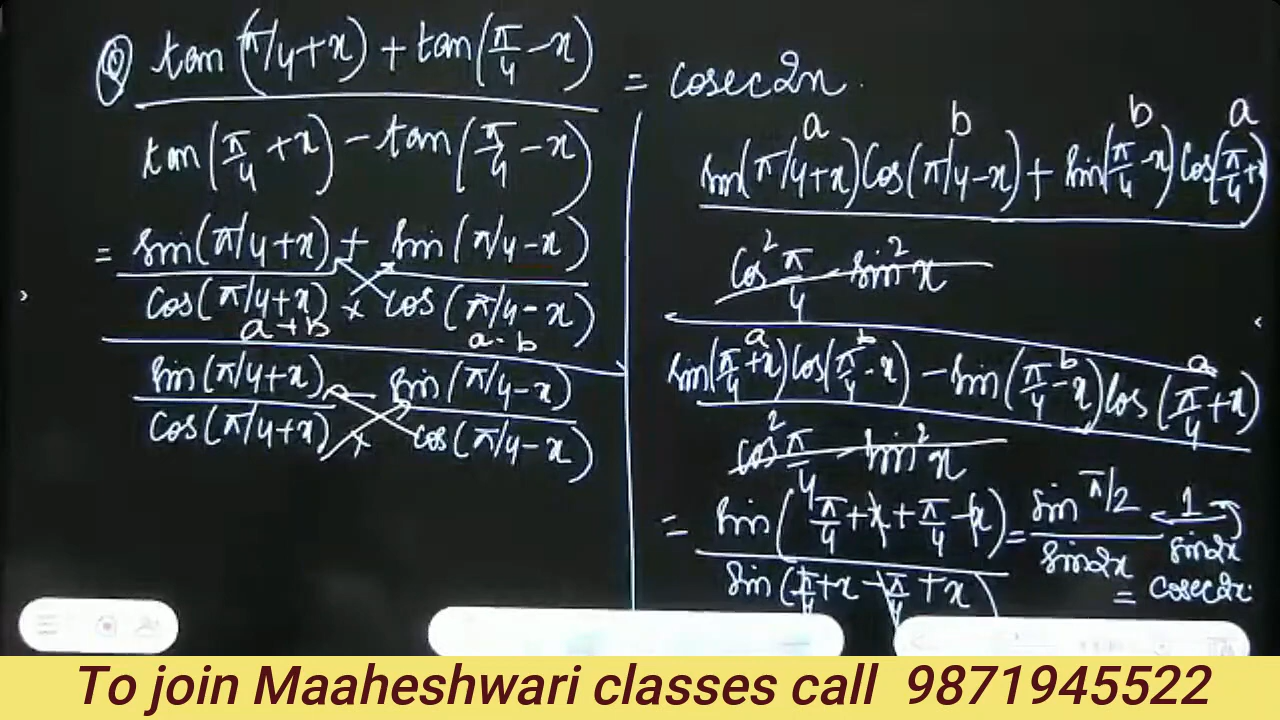 Q tan(π/4+x) + tan(π/4-x) = cosec2x.
tan(π/4+x) - tan(π/4-x)
= sin(π/4+x) + sin(π/4-x)
cos(π/4+x) × cos(π/4-x)
a+b a-b
sin(π/4+x) - sin(π/4-x)
cos(π/4+x) × cos(π/4-x)
a b b a
sin(π/4+x)cos(π/4-x) + sin(π/4-x)cos(π/4+x)
cos²π/4 - sin²x
a b b a
sin(π/4+x)cos(π/4-x) - sin(π/4-x)cos(π/4+x)
cos²π/4 - sin²x
= sin(π/4+x+π/4-x) = sinπ/2 1
sin(π/4+x-π/4+x) sin2x sin2x
= cosec2x.
To join Maaheshwari classes call 9871945522